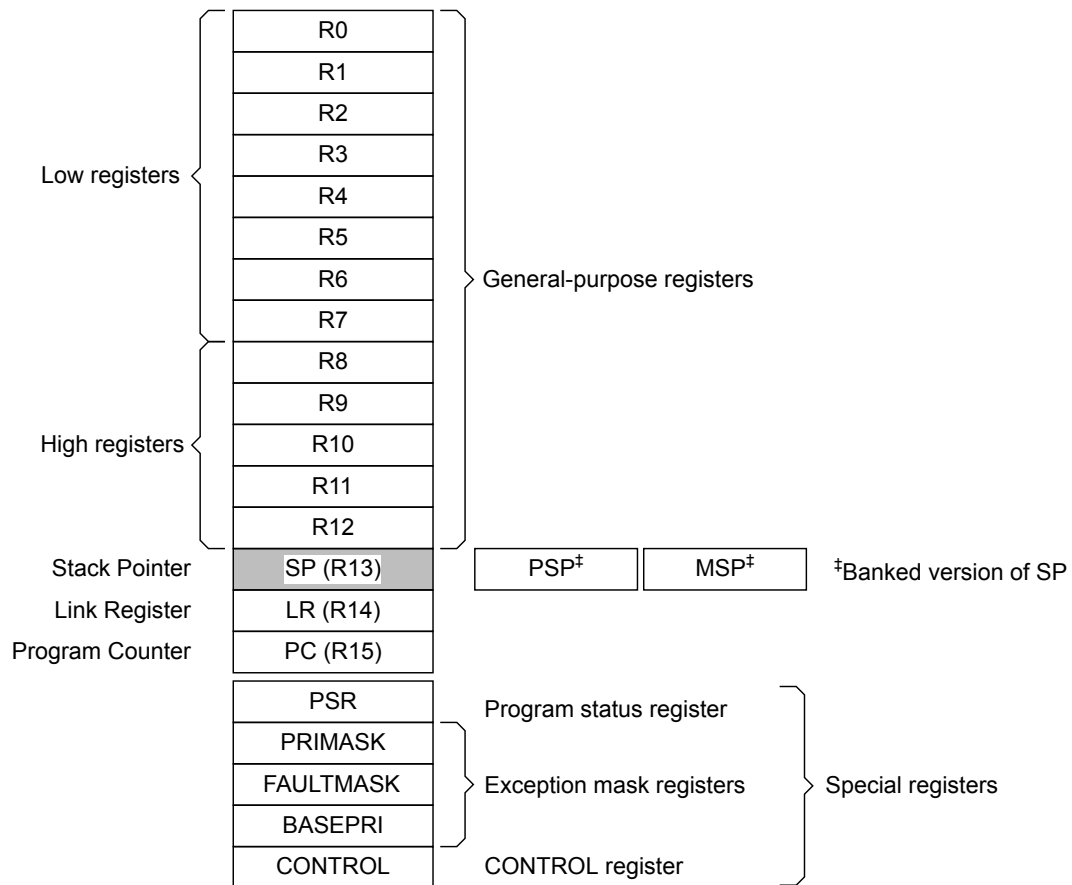 R0
R1
R2
R3
Low registers
R4
R5
R6
General-purpose registers
R7
R8
R9
High registers
R10
R11
R12
Stack Pointer SP (R13) PSP‡ MSP‡ ‡Banked version of SP
Link Register LR (R14)
Program Counter PC (R15)
PSR Program status register
PRIMASK
FAULTMASK Exception mask registers Special registers
BASEPRI
CONTROL CONTROL register